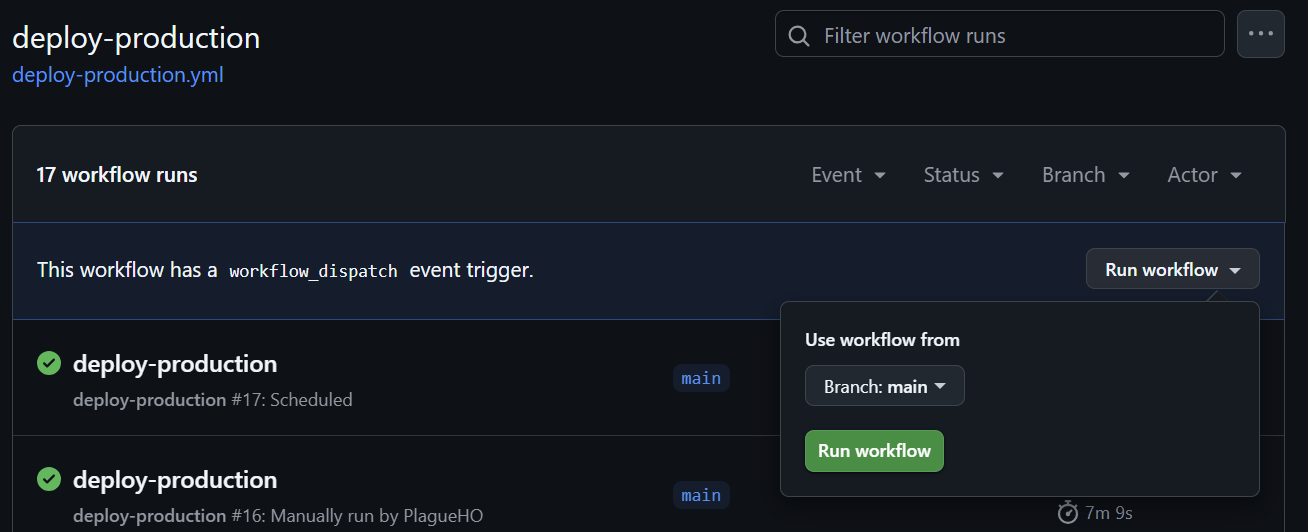 deploy-production
Filter workflow runs
deploy-production.yml
17 workflow runs
Event
Status
Branch
Actor
This workflow has a workflow_dispatch event trigger.
Run workflow
Use workflow from
Branch: main
Run workflow
deploy-production
main
deploy-production #17: Scheduled
deploy-production
main
deploy-production #16: Manually run by PlagueHO
7m 9s